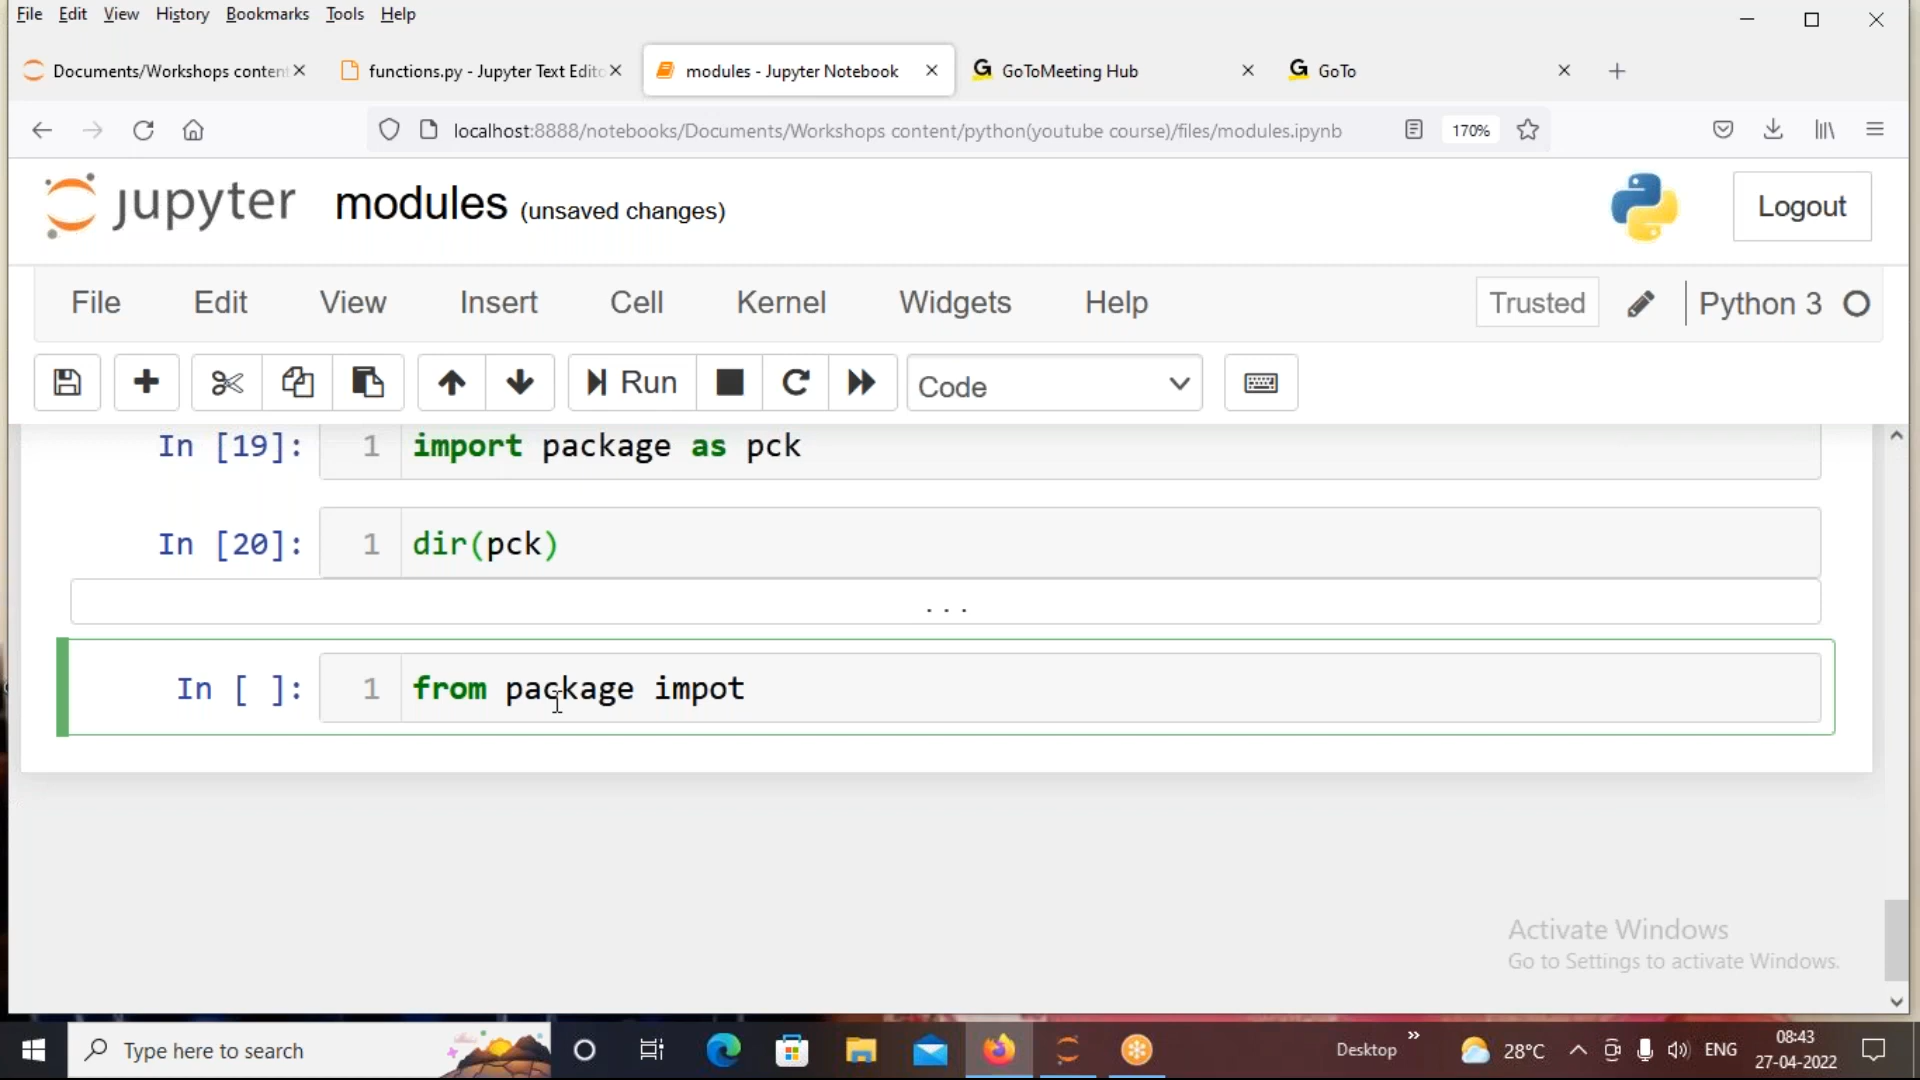 File Edit View History Bookmarks Tools Help
Documents/Workshops conten functions.py - Jupyter Text Edito modules - Jupyter Notebook GoToMeeting Hub GoTo
localhost:8888/notebooks/Documents/Workshops content/python(youtube course)/files/modules.ipynb 170%
jupyter modules (unsaved changes) Logout
File Edit View Insert Cell Kernel Widgets Help Trusted Python 3
Run Code
In [19]: 1 import package as pck
In [20]: 1 dir(pck)
...
In [ ]: 1 from package impot
Activate Windows
Go to Settings to activate Windows.
Type here to search Desktop 28°C ENG 08:43
27-04-2022